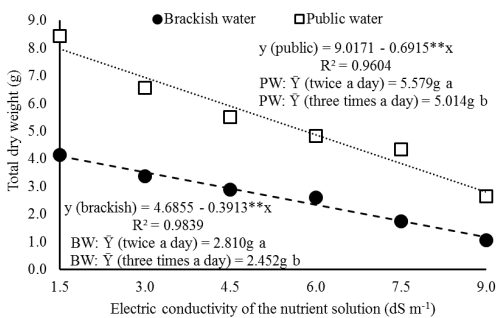 Brackish water
Public water
y (public) = 9.0171 - 0.6915**x
R² = 0.9604
PW: Ȳ (twice a day) = 5.579g a
PW: Ȳ (three times a day) = 5.014g b
y (brackish) = 4.6855 - 0.3913**x
R² = 0.9839
BW: Ȳ (twice a day) = 2.810g a
BW: Ȳ (three times a day) = 2.452g b
Total dry weight (g)
9.0
8.0
7.0
6.0
5.0
4.0
3.0
2.0
1.0
0.0
1.5 3.0 4.5 6.0 7.5 9.0
Electric conductivity of the nutrient solution (dS m⁻¹)